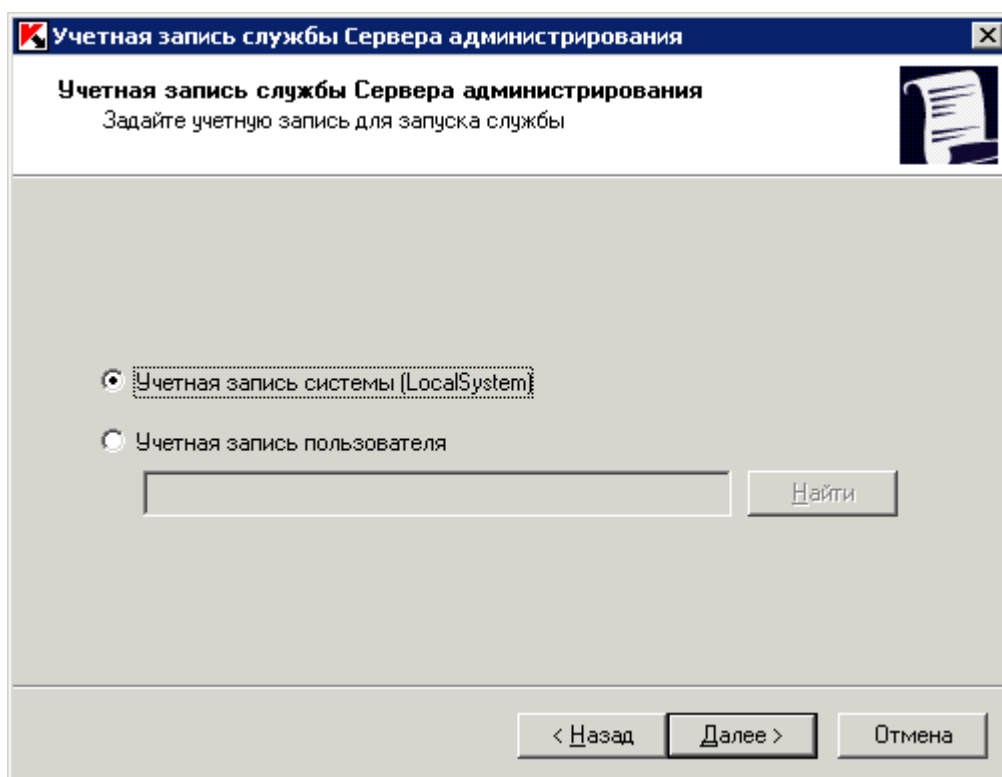 Учетная запись службы Сервера администрирования
Учетная запись службы Сервера администрирования
Задайте учетную запись для запуска службы
Учетная запись системы (LocalSystem)
Учетная запись пользователя
Найти
< Назад
Далее >
Отмена